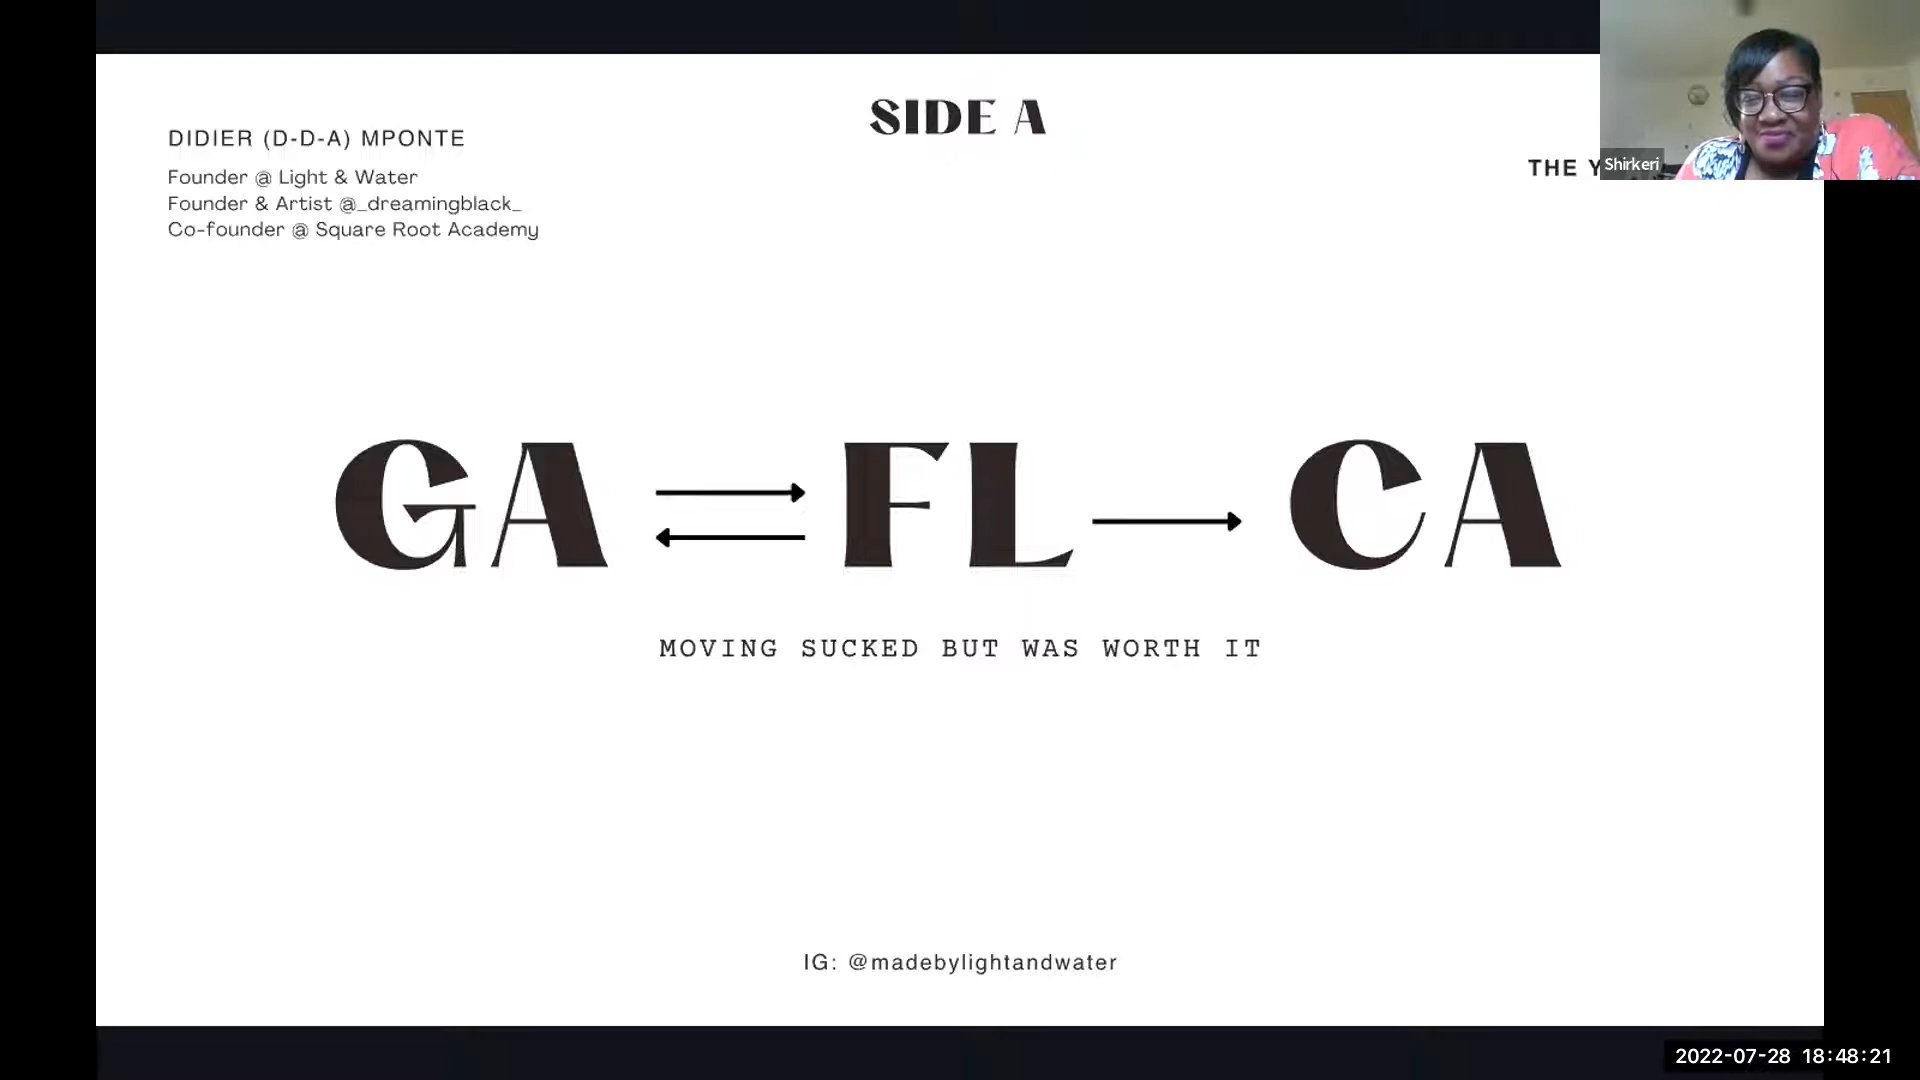 SIDE A
DIDIER (D-D-A) MPONTE
Founder @ Light & Water
Founder & Artist @_dreamingblack_
Co-founder @ Square Root Academy
THE Y
Shirkeri
GA FL CA
MOVING SUCKED BUT WAS WORTH IT
IG: @madebylightandwater
2022-07-28 18:48:21